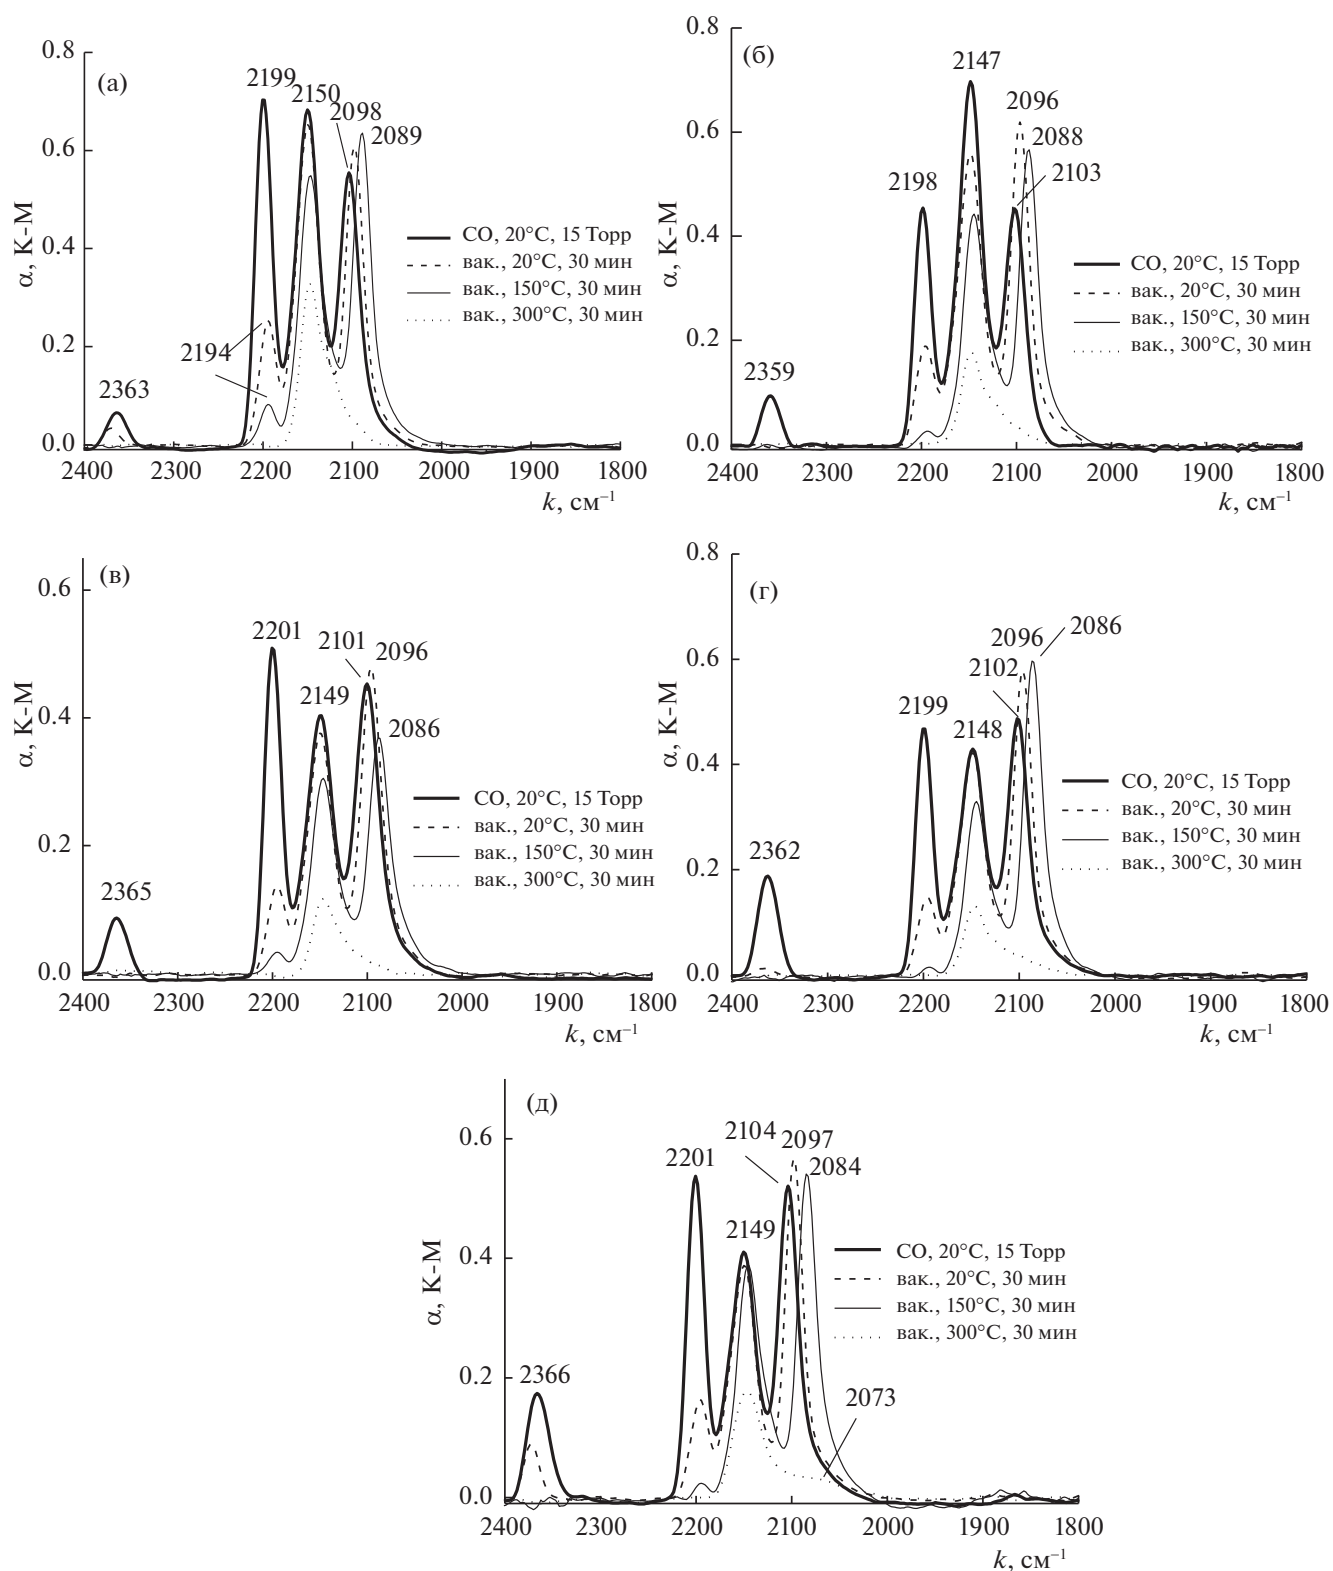 (а)
α, К-М
0.8
0.6
0.4
0.2
0.0
2199
2150
2098
2089
2194
2363
CO, 20°C, 15 Торр
вак., 20°C, 30 мин
вак., 150°C, 30 мин
вак., 300°C, 30 мин
2400 2300 2200 2100 2000 1900 1800
k, см–1
(б)
α, К-М
0.8
0.6
0.4
0.2
0.0
2147
2096
2088
2103
2198
2359
CO, 20°C, 15 Торр
вак., 20°C, 30 мин
вак., 150°C, 30 мин
вак., 300°C, 30 мин
2400 2300 2200 2100 2000 1900 1800
k, см–1
(в)
α, К-М
0.6
0.4
0.2
0.0
2201
2101
2096
2149
2086
2365
CO, 20°C, 15 Торр
вак., 20°C, 30 мин
вак., 150°C, 30 мин
вак., 300°C, 30 мин
2400 2300 2200 2100 2000 1900 1800
k, см–1
(г)
α, К-М
0.8
0.6
0.4
0.2
0.0
2096
2086
2102
2199
2148
2362
CO, 20°C, 15 Торр
вак., 20°C, 30 мин
вак., 150°C, 30 мин
вак., 300°C, 30 мин
2400 2300 2200 2100 2000 1900 1800
k, см–1
(д)
α, К-М
0.6
0.4
0.2
0.0
2104
2097
2201
2084
2149
2366
2073
CO, 20°C, 15 Торр
вак., 20°C, 30 мин
вак., 150°C, 30 мин
вак., 300°C, 30 мин
2400 2300 2200 2100 2000 1900 1800
k, см–1